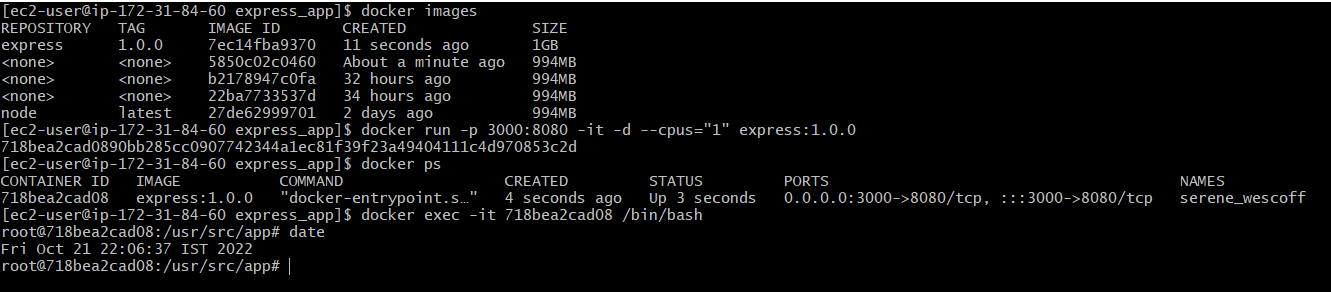 [ec2-user@ip-172-31-84-60 express_app]$ docker images
REPOSITORY   TAG       IMAGE ID       CREATED              SIZE
express      1.0.0     7ec14fba9370   11 seconds ago       1GB
<none>       <none>    5850c02c0460   About a minute ago   994MB
<none>       <none>    b2178947c0fa   32 hours ago         994MB
<none>       <none>    22ba7733537d   34 hours ago         994MB
node         latest    27de62999701   2 days ago           994MB
[ec2-user@ip-172-31-84-60 express_app]$ docker run -p 3000:8080 -it -d --cpus="1" express:1.0.0
718bea2cad0890bb285cc0907742344a1ec81f39f23a49404111c4d970853c2d
[ec2-user@ip-172-31-84-60 express_app]$ docker ps
CONTAINER ID   IMAGE           COMMAND                  CREATED         STATUS         PORTS                                       NAMES
718bea2cad08   express:1.0.0   "docker-entrypoint.s…"   4 seconds ago   Up 3 seconds   0.0.0.0:3000->8080/tcp, :::3000->8080/tcp   serene_wescoff
[ec2-user@ip-172-31-84-60 express_app]$ docker exec -it 718bea2cad08 /bin/bash
root@718bea2cad08:/usr/src/app# date
Fri Oct 21 22:06:37 IST 2022
root@718bea2cad08:/usr/src/app#